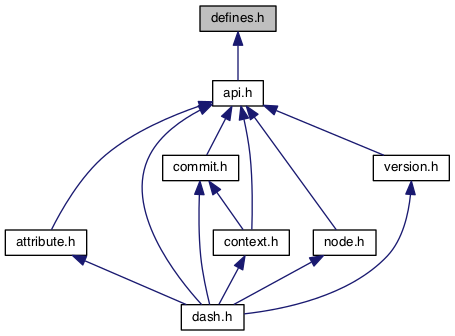 defines.h
api.h
commit.h
version.h
attribute.h
context.h
node.h
dash.h